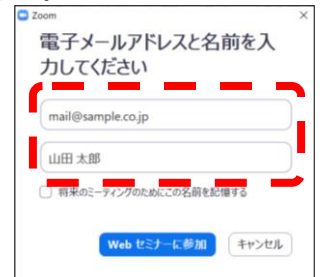 Zoom
電子メールアドレスと名前を入
力してください
mail@sample.co.jp
山田 太郎
将来のミーティングのためにこの名前を記憶する
Web セミナーに参加
キャンセル